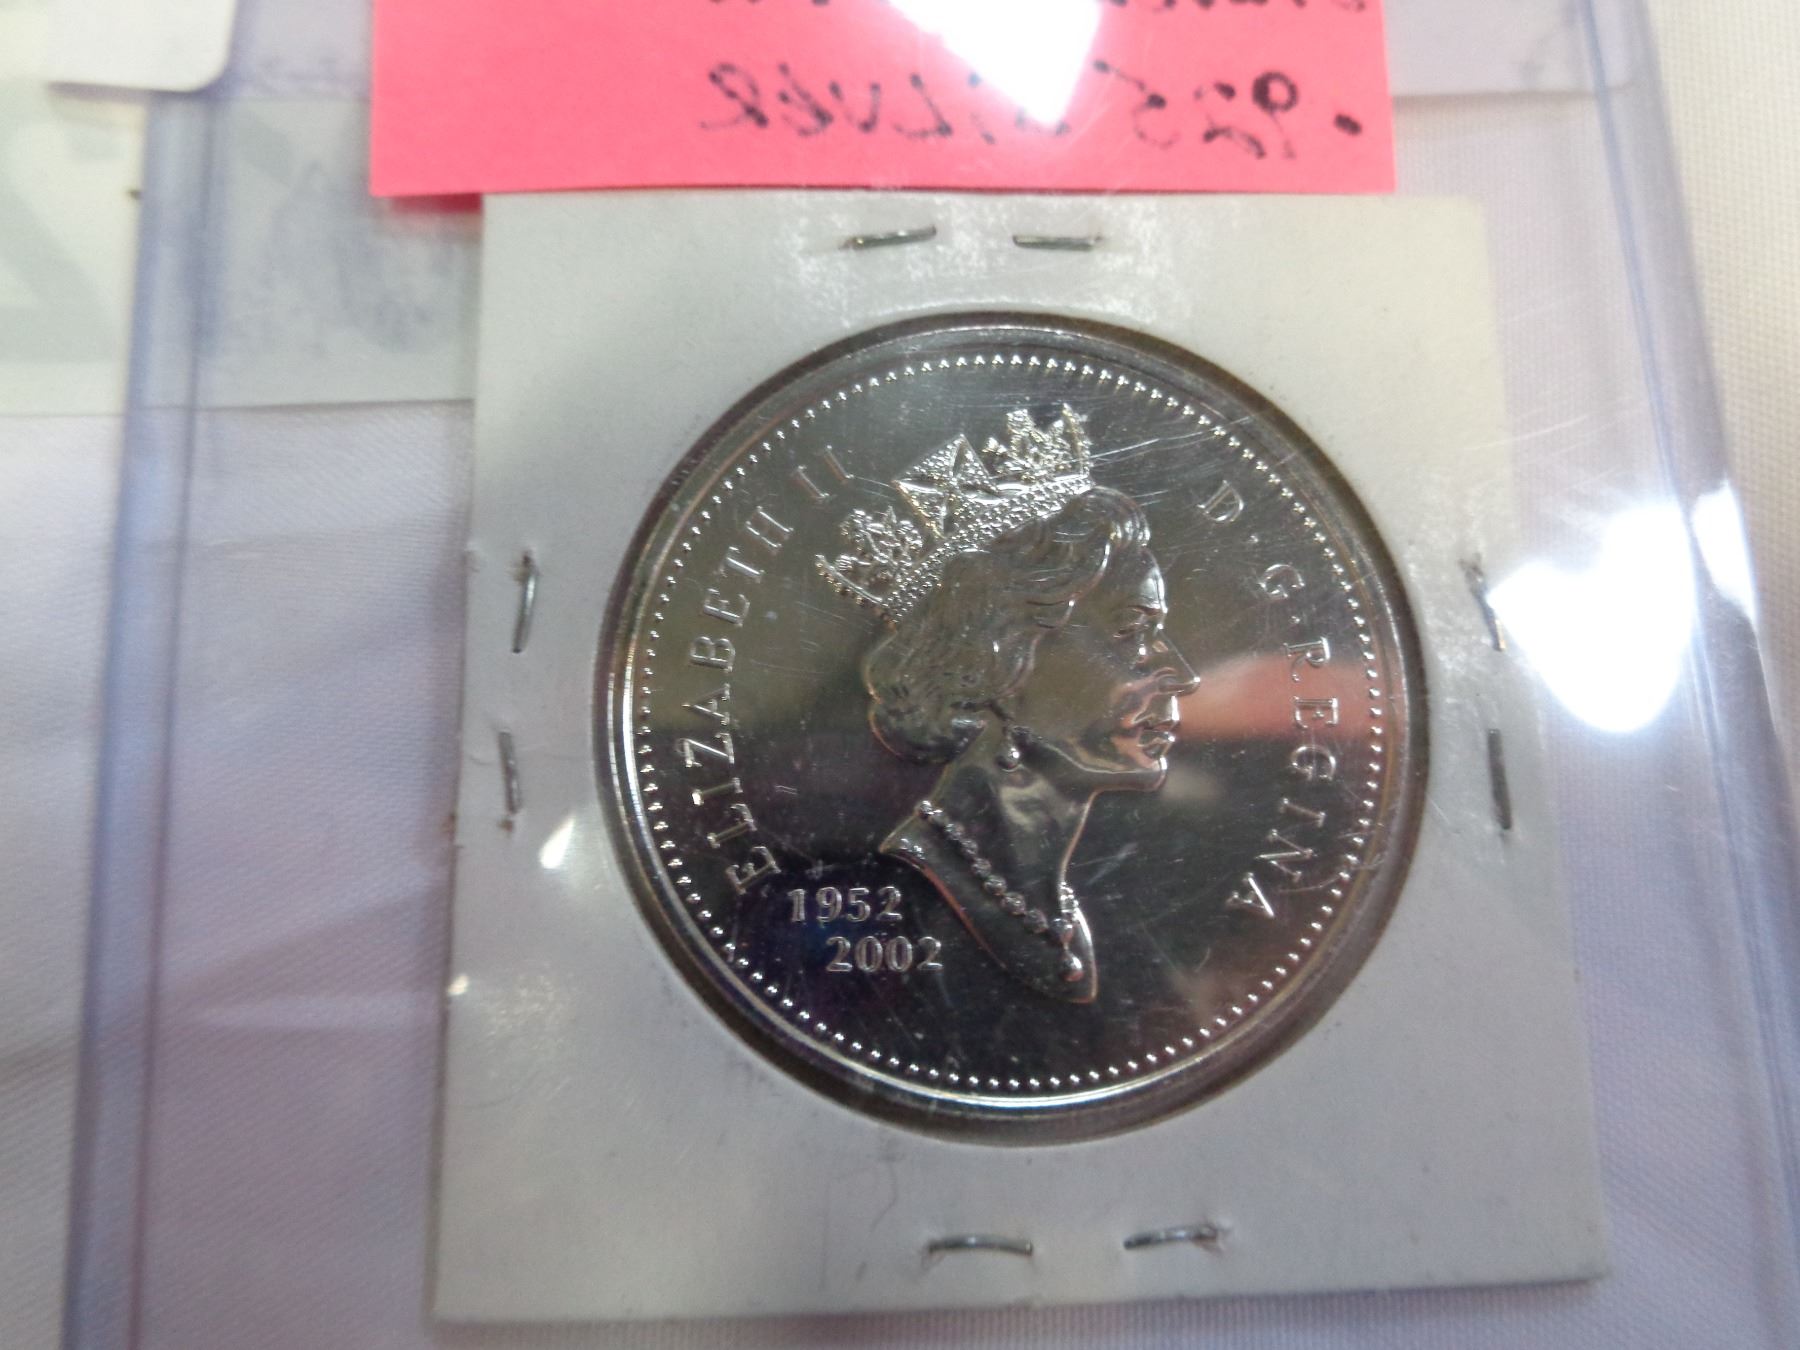 .925 SILVER
ELIZABETH II D.G.REGINA
1952
2002